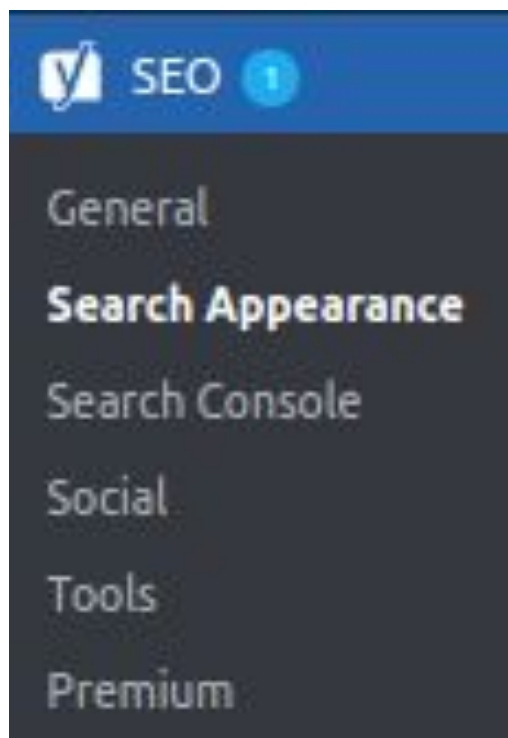 y SEO 1
General
Search Appearance
Search Console
Social
Tools
Premium